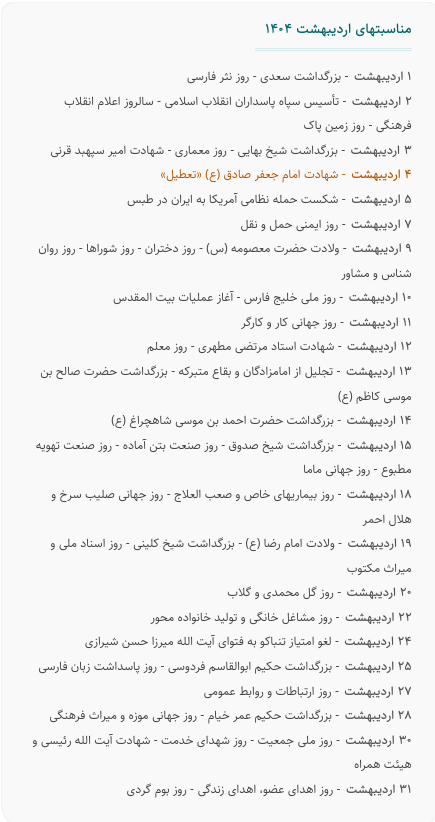 مناسبتهای اردیبهشت ۱۴۰۴
۱ اردیبهشت - بزرگداشت سعدی - روز نثر فارسی
۲ اردیبهشت - تأسیس سپاه پاسداران انقلاب اسلامی - سالروز اعلام انقلاب
فرهنگی - روز زمین پاک
۳ اردیبهشت - بزرگداشت شیخ بهایی - روز معماری - شهادت امیر سپهبد قرنی
۴ اردیبهشت - شهادت امام جعفر صادق (ع) «تعطیل»
۵ اردیبهشت - شکست حمله نظامی آمریکا به ایران در طبس
۷ اردیبهشت - روز ایمنی حمل و نقل
۹ اردیبهشت - ولادت حضرت معصومه (س) - روز دختران - روز شوراها - روز روان
شناس و مشاور
۱۰ اردیبهشت - روز ملی خلیج فارس - آغاز عملیات بیت المقدس
۱۱ اردیبهشت - روز جهانی کار و کارگر
۱۲ اردیبهشت - شهادت استاد مرتضی مطهری - روز معلم
۱۳ اردیبهشت - تجلیل از امامزادگان و بقاع متبرکه - بزرگداشت حضرت صالح بن
موسی کاظم (ع)
۱۴ اردیبهشت - بزرگداشت حضرت احمد بن موسی شاهچراغ (ع)
۱۵ اردیبهشت - بزرگداشت شیخ صدوق - روز صنعت بتن آماده - روز صنعت تهویه
مطبوع - روز جهانی ماما
۱۸ اردیبهشت - روز بیماریهای خاص و صعب العلاج - روز جهانی صلیب سرخ و
هلال احمر
۱۹ اردیبهشت - ولادت امام رضا (ع) - بزرگداشت شیخ کلینی - روز اسناد ملی و
میراث مکتوب
۲۰ اردیبهشت - روز گل محمدی و گلاب
۲۲ اردیبهشت - روز مشاغل خانگی و تولید خانواده محور
۲۴ اردیبهشت - لغو امتیاز تنباکو به فتوای آیت الله میرزا حسن شیرازی
۲۵ اردیبهشت - بزرگداشت حکیم ابوالقاسم فردوسی - روز پاسداشت زبان فارسی
۲۷ اردیبهشت - روز ارتباطات و روابط عمومی
۲۸ اردیبهشت - بزرگداشت حکیم عمر خیام - روز جهانی موزه و میراث فرهنگی
۳۰ اردیبهشت - روز ملی جمعیت - روز شهدای خدمت - شهادت آیت الله رئیسی و
هیئت همراه
۳۱ اردیبهشت - روز اهدای عضو، اهدای زندگی - روز بوم گردی